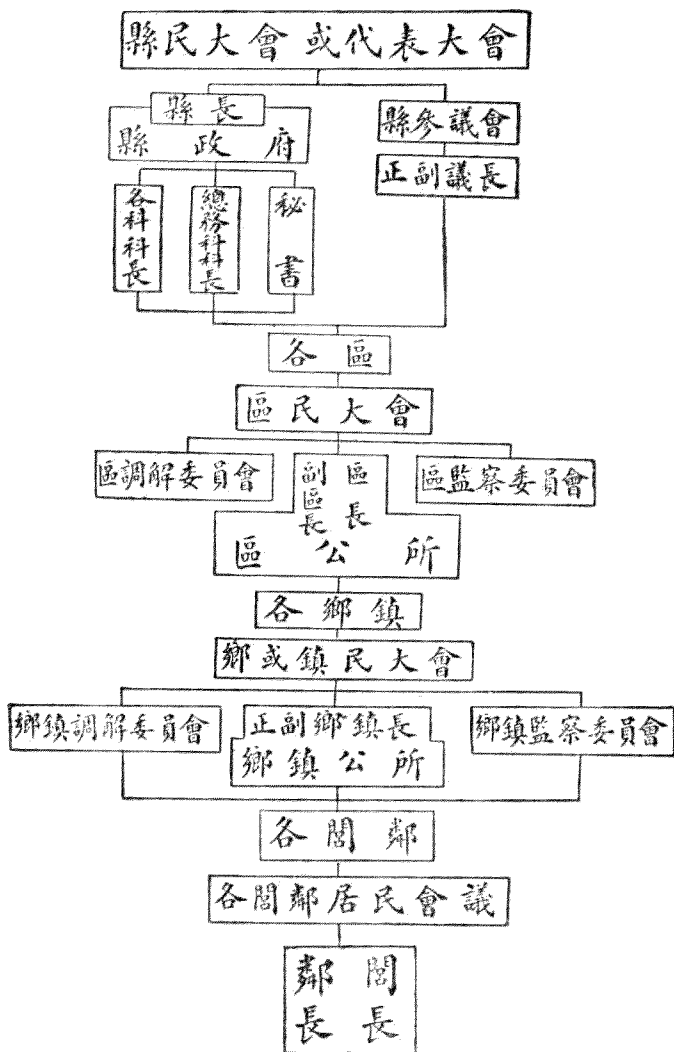 縣民大會或代表大會
縣長
縣政府
縣參議會
正副議長
各科科長
總務科科長
秘書
各區
區民大會
區調解委員會
區長
副區長
區公所
區監察委員會
各鄉鎮
鄉或鎮民大會
鄉鎮調解委員會
正副鄉鎮長
鄉鎮公所
鄉鎮監察委員會
各閭鄰
各閭鄰居民會議
閭長
鄰長